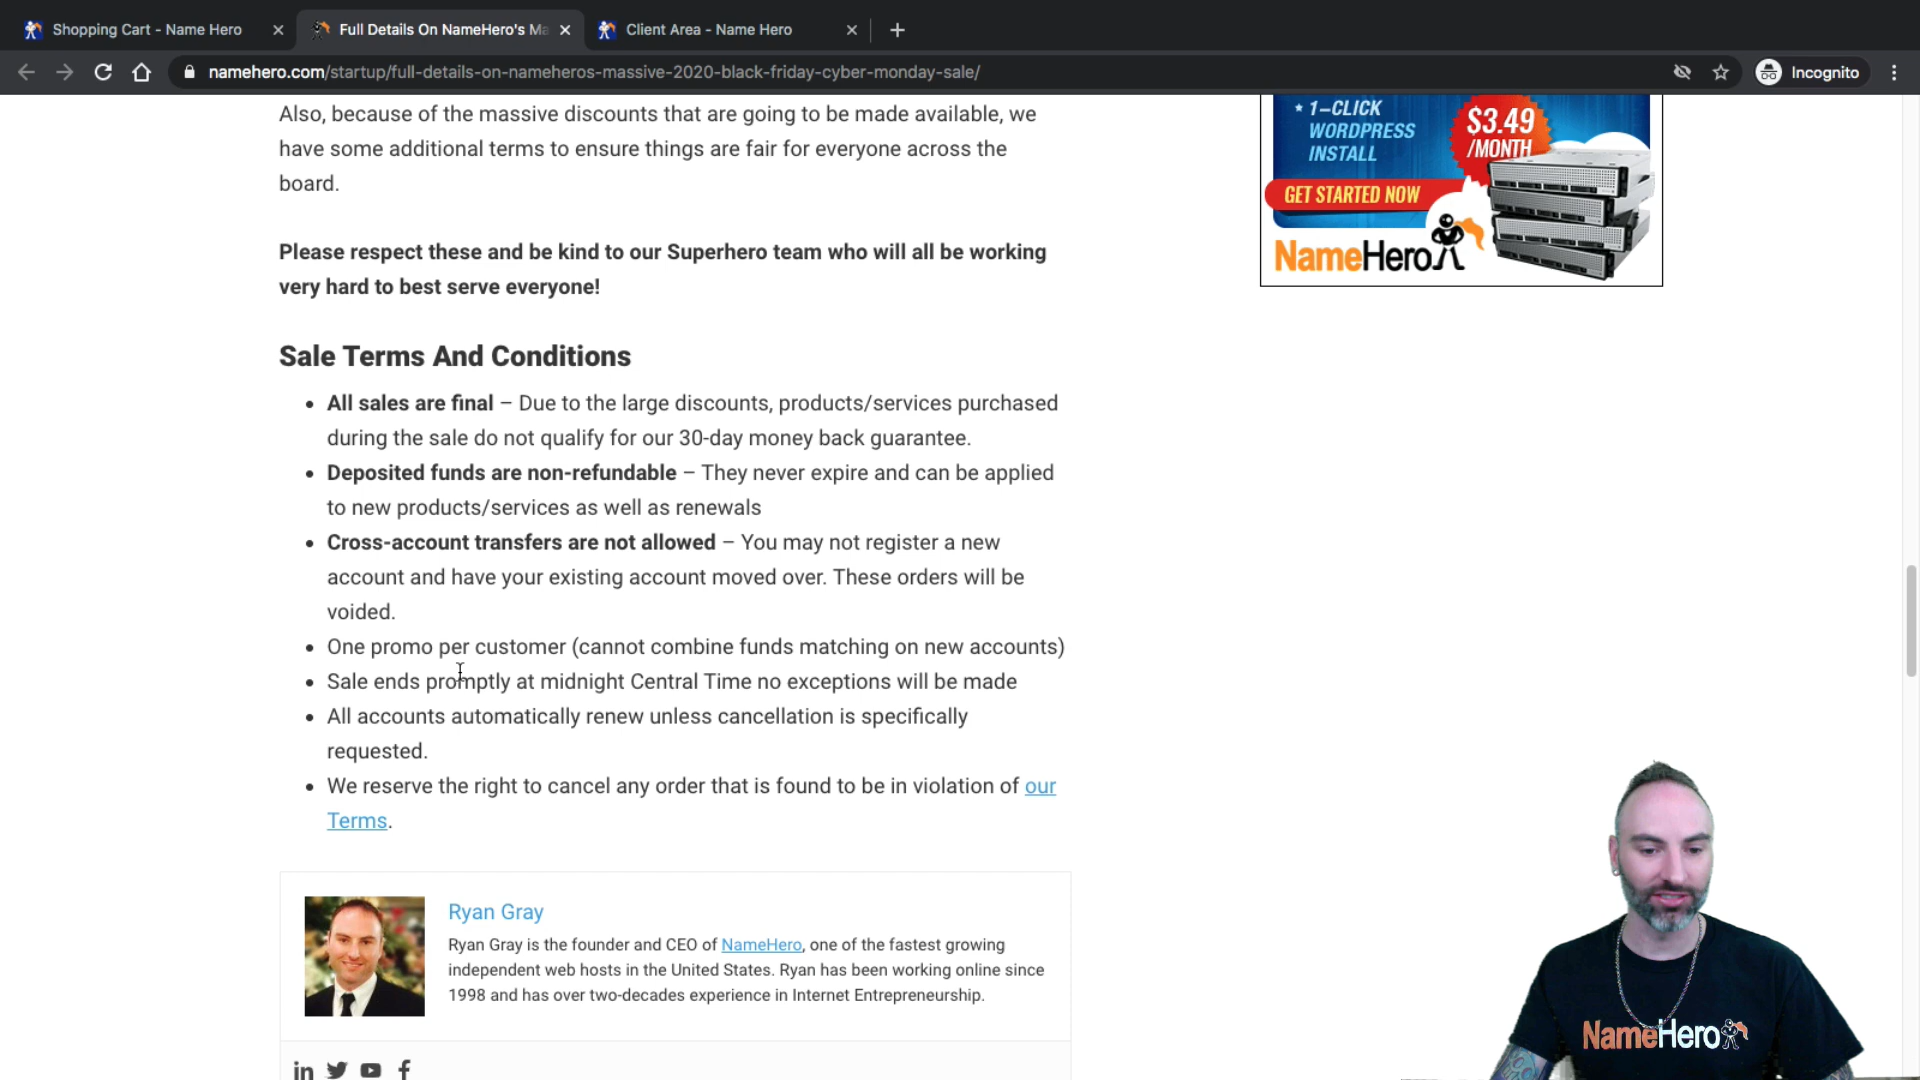 Shopping Cart - Name Hero
Full Details On NameHero's Ma
Client Area - Name Hero
namehero.com/startup/full-details-on-nameheros-massive-2020-black-friday-cyber-monday-sale/
Incognito
Also, because of the massive discounts that are going to be made available, we
have some additional terms to ensure things are fair for everyone across the
board.
Please respect these and be kind to our Superhero team who will all be working
very hard to best serve everyone!
Sale Terms And Conditions
• All sales are final – Due to the large discounts, products/services purchased
during the sale do not qualify for our 30-day money back guarantee.
• Deposited funds are non-refundable – They never expire and can be applied
to new products/services as well as renewals
• Cross-account transfers are not allowed – You may not register a new
account and have your existing account moved over. These orders will be
voided.
• One promo per customer (cannot combine funds matching on new accounts)
• Sale ends promptly at midnight Central Time no exceptions will be made
• All accounts automatically renew unless cancellation is specifically
requested.
• We reserve the right to cancel any order that is found to be in violation of our
Terms.
Ryan Gray
Ryan Gray is the founder and CEO of NameHero, one of the fastest growing
independent web hosts in the United States. Ryan has been working online since
1998 and has over two-decades experience in Internet Entrepreneurship.
* 1-CLICK
WORDPRESS
INSTALL
$3.49
/MONTH
GET STARTED NOW
NameHero
NameHero